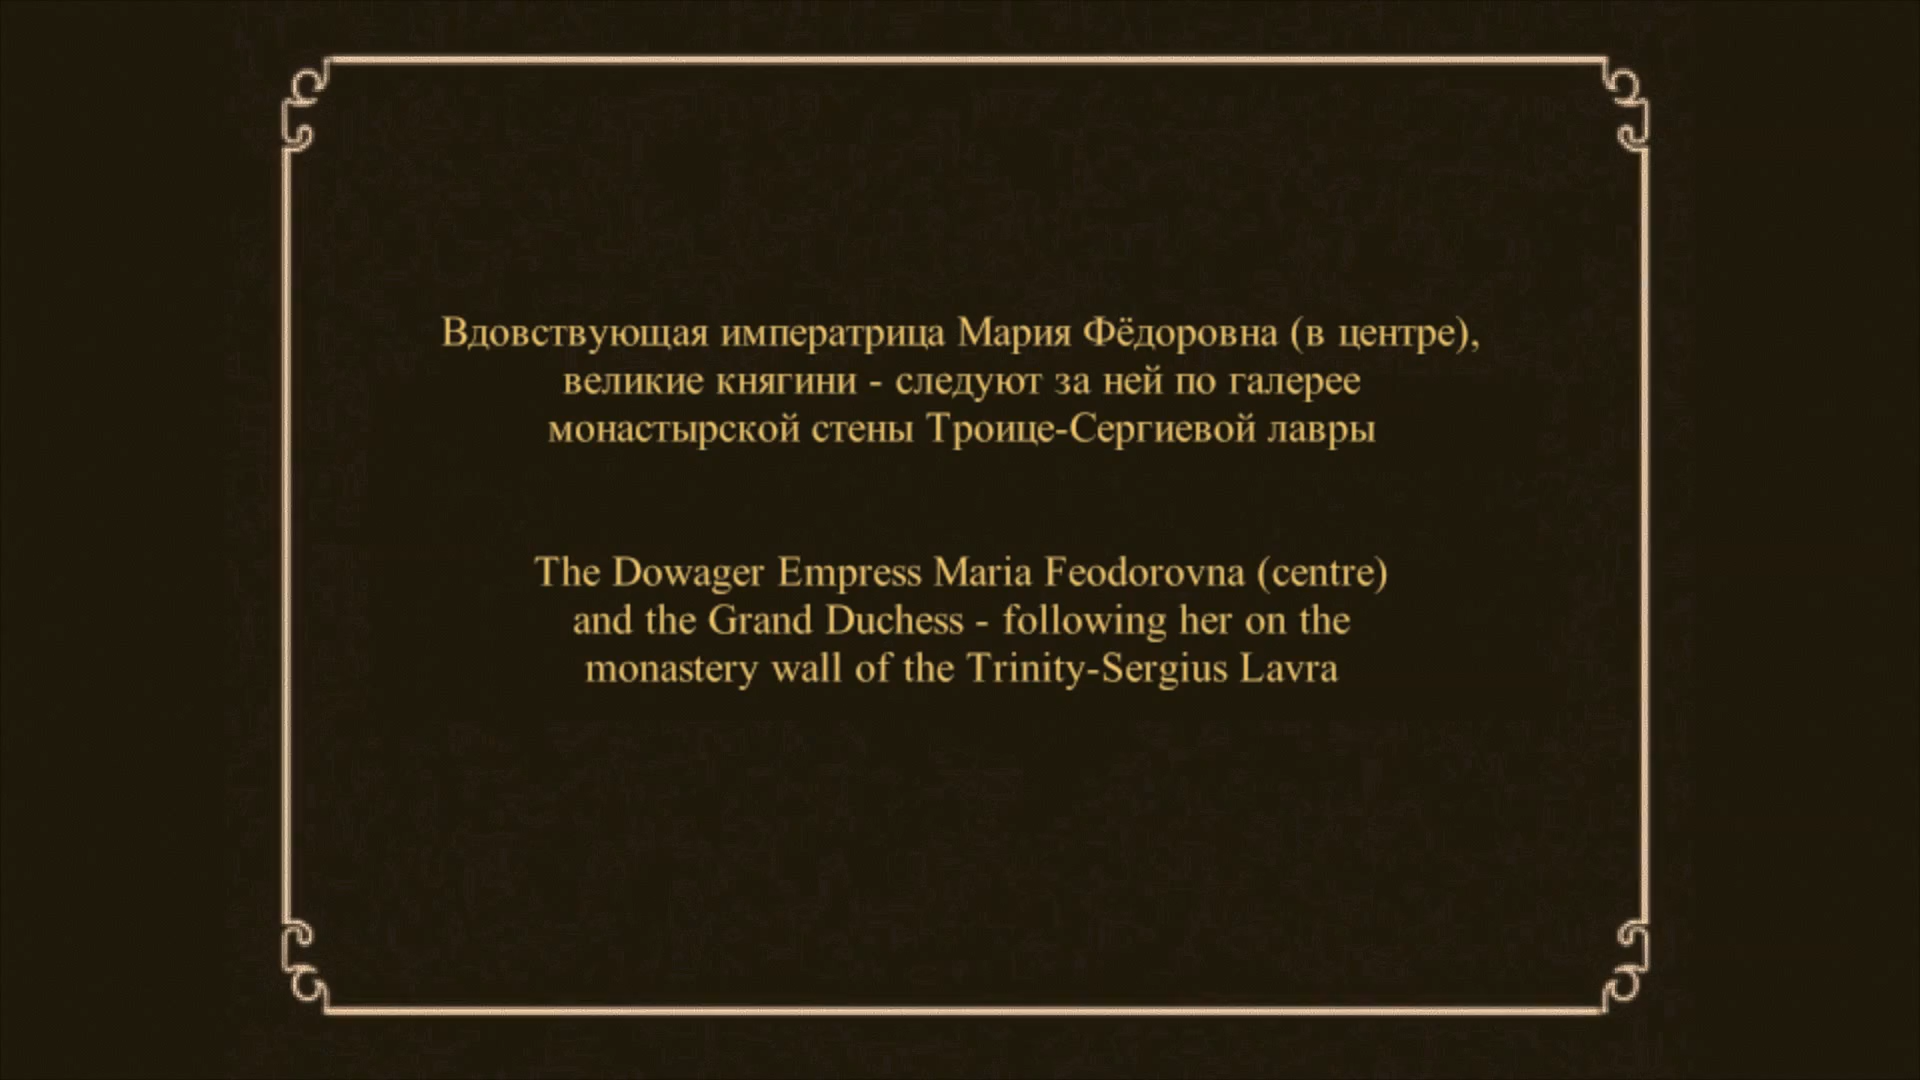 Вдовствующая императрица Мария Фёдоровна (в центре),
великие княгини - следуют за ней по галерее
монастырской стены Троице-Сергиевой лавры
The Dowager Empress Maria Feodorovna (centre)
and the Grand Duchess - following her on the
monastery wall of the Trinity-Sergius Lavra